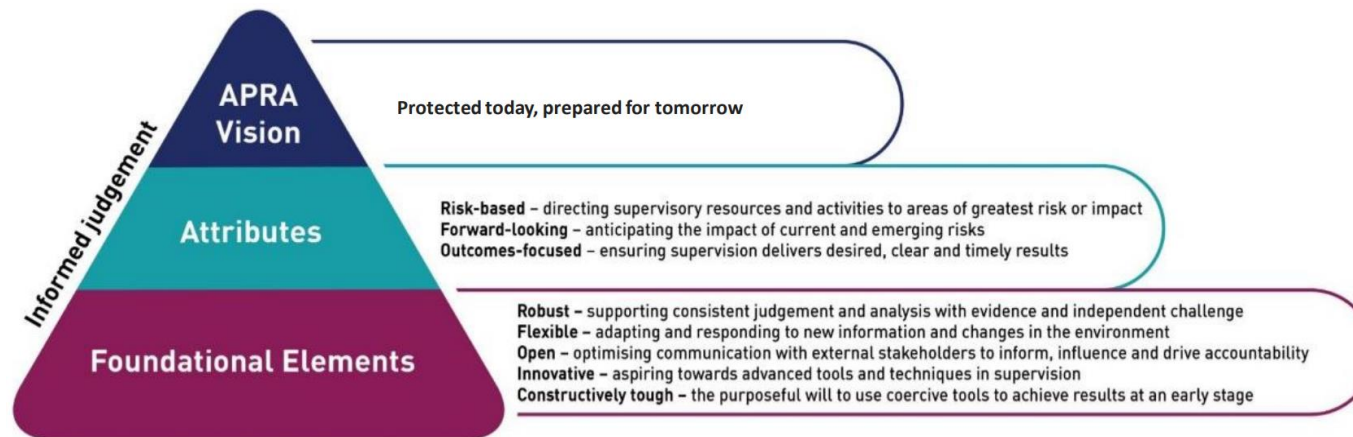 APRA
Vision
Protected today, prepared for tomorrow
Informed judgement
Attributes
Risk-based – directing supervisory resources and activities to areas of greatest risk or impact
Forward-looking – anticipating the impact of current and emerging risks
Outcomes-focused – ensuring supervision delivers desired, clear and timely results
Foundational Elements
Robust – supporting consistent judgement and analysis with evidence and independent challenge
Flexible – adapting and responding to new information and changes in the environment
Open – optimising communication with external stakeholders to inform, influence and drive accountability
Innovative – aspiring towards advanced tools and techniques in supervision
Constructively tough – the purposeful will to use coercive tools to achieve results at an early stage